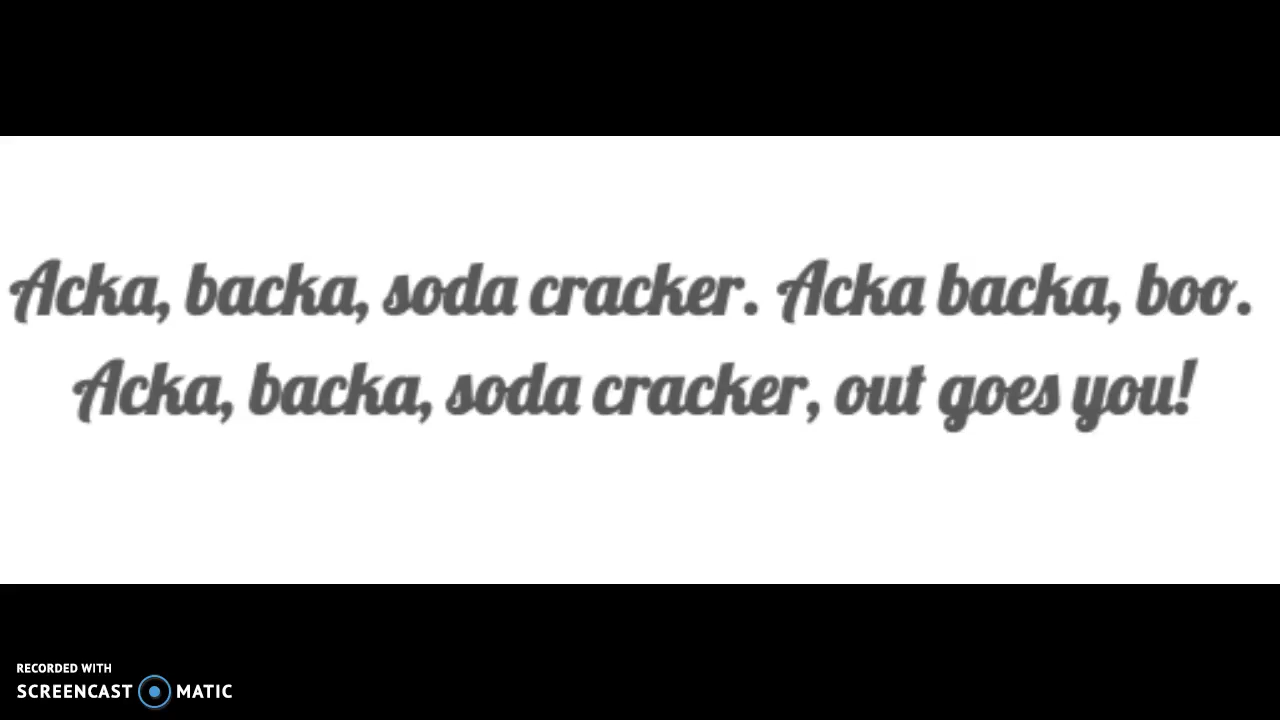 Acka, backa, soda cracker. Acka backa, boo.
Acka, backa, soda cracker, out goes you!
RECORDED WITH
SCREENCAST MATIC